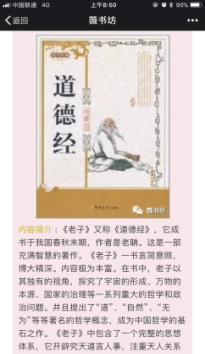 中国联通 4G 上午8:50 90%
返回 薇书坊
道德经
薇书坊
内容简介：《老子》又称《道德经》，它成
书于我国春秋末期，作者是老聃。这是一部
充满智慧的著作。《老子》一书言简意赅、
博大精深。内容极为丰富。在书中，老子以
其独有的视角，探究了宇宙的形成、万物的
本源、国家的治理等一系列重大的哲学和政
治问题，并且提出了“道”、“自然”、“无
为”等等著名的哲学概念，成为中国哲学的基
石之作。《老子》中包含了一个完整的思想
体系，它开辟究天道言人事、注重天人关系